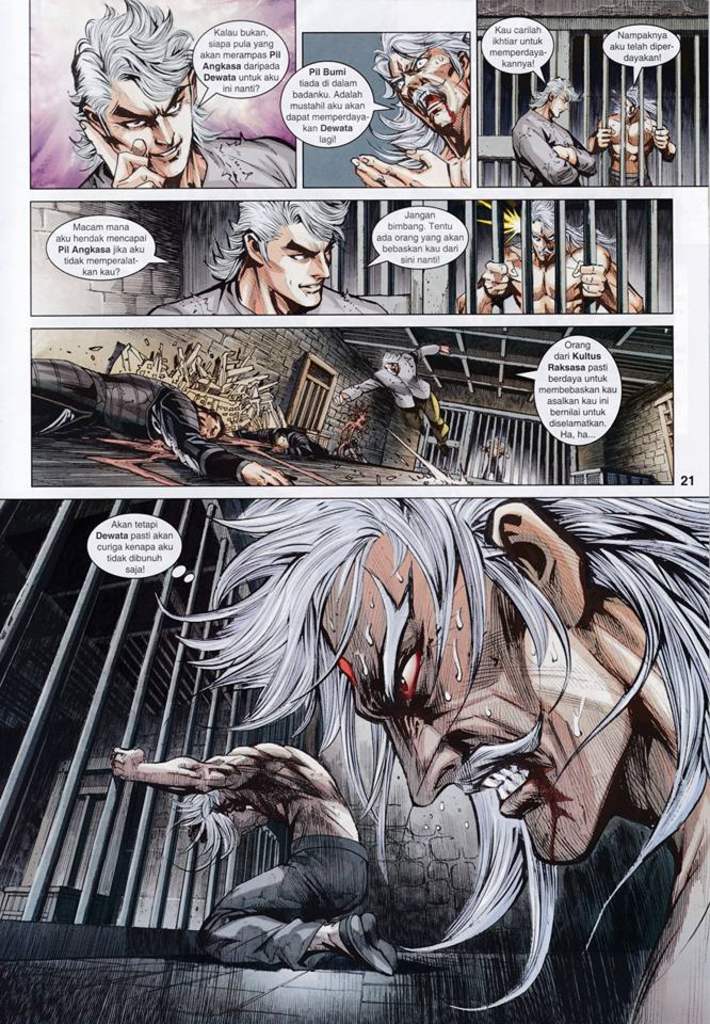 Kalau bukan,
siapa pula yang
akan merampas Pil
Angkasa daripada
Dewata untuk aku
ini nanti?
Pil Bumi
tiada di dalam
badanku. Adalah
mustahil aku akan
dapat memperdaya-
kan Dewata
lagi!
Kau carilah
ikhtiar untuk
memperdaya-
kannya!
Nampaknya
aku telah diper-
dayakan!
Macam mana
aku hendak mencapai
Pil Angkasa jika aku
tidak memperalat-
kan kau?
Jangan
bimbang. Tentu
ada orang yang akan
bebaskan kau dari
sini nanti!
Orang
dari Kultus
Raksasa pasti
berdaya untuk
membebaskan kau
asalkan kau
bernilai untuk
diselamatkan.
Ha, ha...
21
Akan tetapi
Dewata pasti akan
curiga kenapa aku
tidak dibunuh
saja!